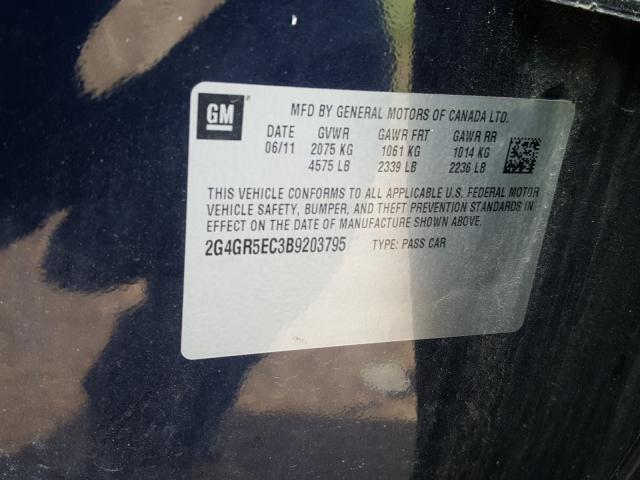 GM
MFD BY GENERAL MOTORS OF CANADA LTD.
DATE GVWR GAWR FRT GAWR RR
06/11 2075 KG 1061 KG 1014 KG
4575 LB 2339 LB 2236 LB
THIS VEHICLE CONFORMS TO ALL APPLICABLE U.S. FEDERAL MOTOR
VEHICLE SAFETY, BUMPER, AND THEFT PREVENTION STANDARDS IN
EFFECT ON THE DATE OF MANUFACTURE SHOWN ABOVE.
2G4GR5EC3B9203795 TYPE: PASS CAR